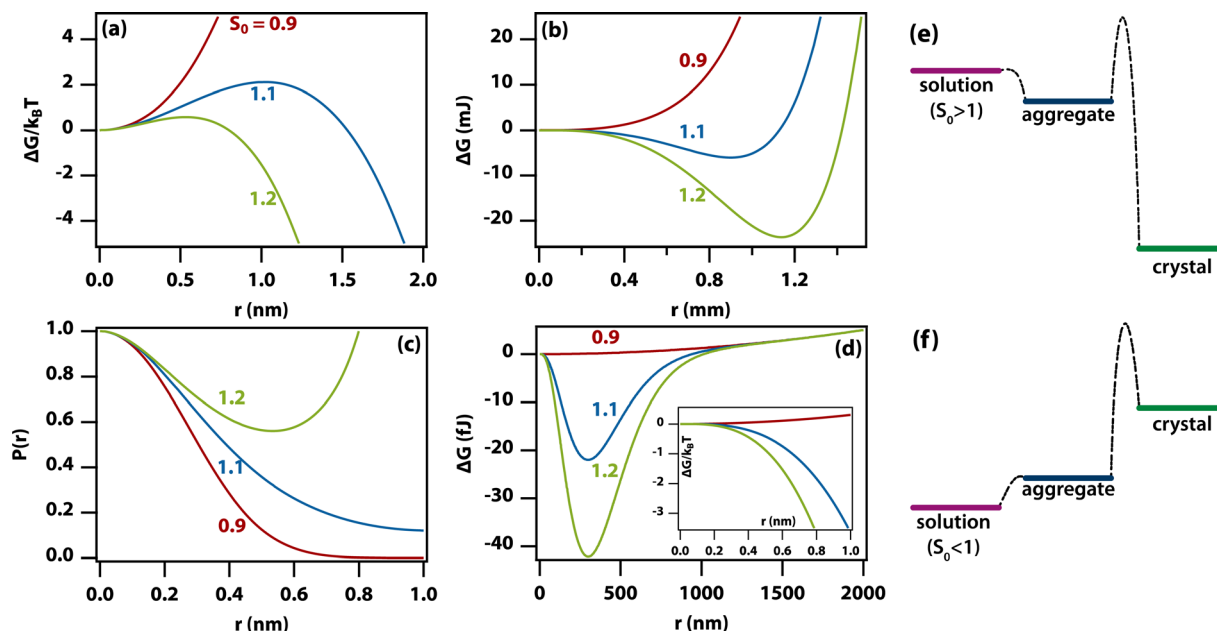 (a)
S₀ = 0.9
1.1
1.2
ΔG/k_BT
4
2
0
-2
-4
0.0 0.5 1.0 1.5 2.0
r (nm)
(b)
0.9
1.1
1.2
ΔG (mJ)
20
10
0
-10
-20
0.0 0.4 0.8 1.2
r (mm)
(e)
solution
(S₀>1)
aggregate
crystal
(c)
1.2
1.1
0.9
P(r)
1.0
0.8
0.6
0.4
0.2
0.0
0.0 0.2 0.4 0.6 0.8 1.0
r (nm)
(d)
0.9
1.1
1.2
ΔG (fJ)
0
-10
-20
-30
-40
0 500 1000 1500 2000
r (nm)
ΔG/k_BT
0
-1
-2
-3
r (nm)
0.0 0.2 0.4 0.6 0.8 1.0
(f)
crystal
aggregate
solution
(S₀<1)